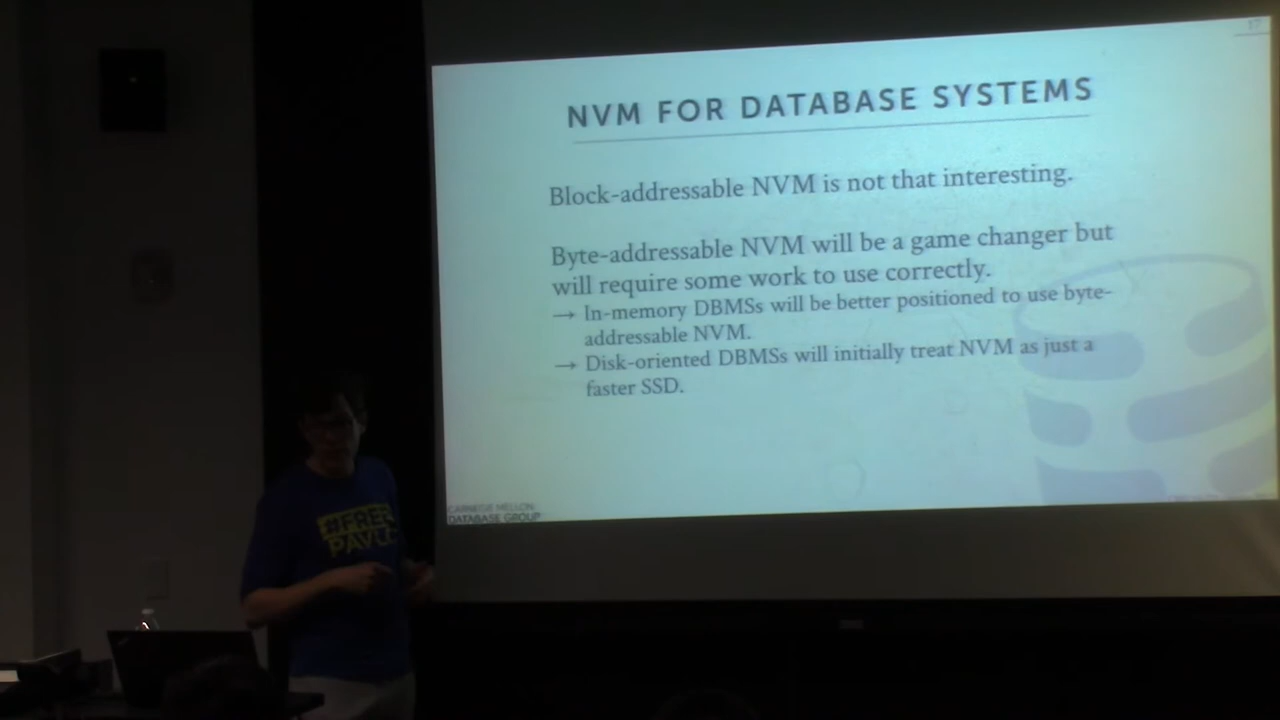 17
NVM FOR DATABASE SYSTEMS
Block-addressable NVM is not that interesting.
Byte-addressable NVM will be a game changer but
will require some work to use correctly.
→ In-memory DBMSs will be better positioned to use byte-
addressable NVM.
→ Disk-oriented DBMSs will initially treat NVM as just a
faster SSD.
CARNEGIE MELLON
DATABASE GROUP
#FREE